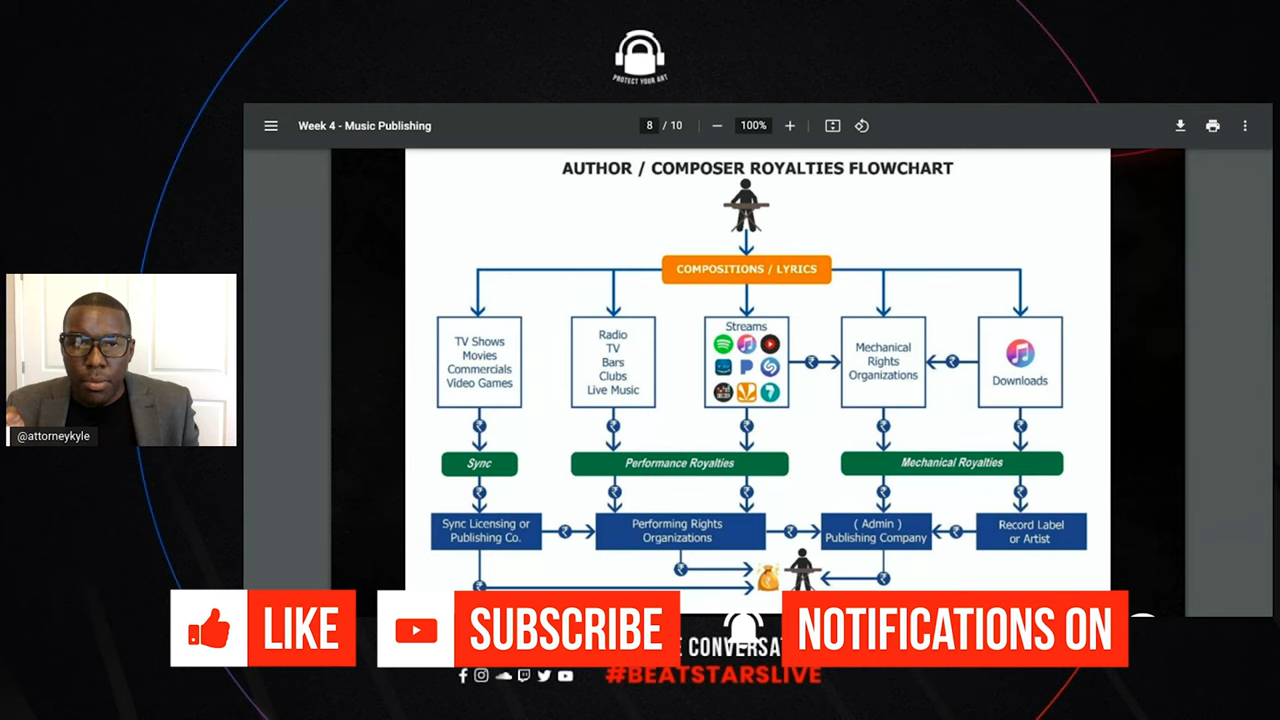 PROTECT YOUR ART
Week 4 - Music Publishing
8 / 10
100%
AUTHOR / COMPOSER ROYALTIES FLOWCHART
COMPOSITIONS / LYRICS
TV Shows
Movies
Commercials
Video Games
Radio
TV
Bars
Clubs
Live Music
Streams
₹
Mechanical
Rights
Organizations
₹
Downloads
₹
₹
₹
₹
₹
Sync
Performance Royalties
Mechanical Royalties
₹
₹
₹
₹
₹
Sync Licensing or
Publishing Co.
₹
Performing Rights
Organizations
₹
( Admin )
Publishing Company
₹
Record Label
or Artist
₹
₹
₹
@attorneykyle
LIKE
SUBSCRIBE
NOTIFICATIONS ON
E CONVERSA
#BEATSTARSLIVE